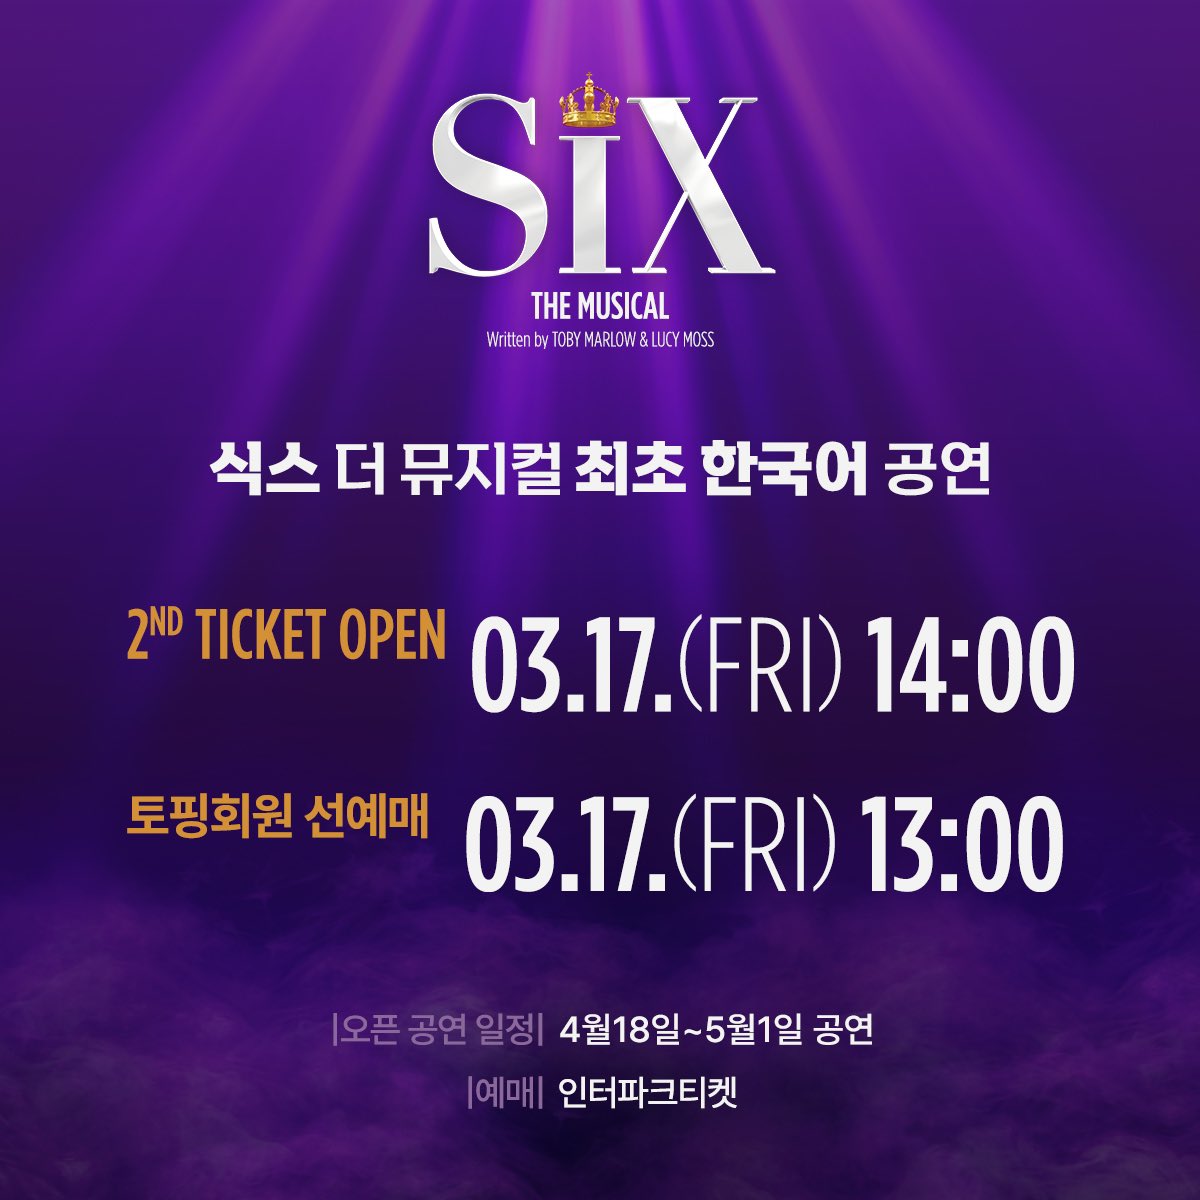 SiX
THE MUSICAL
Written by TOBY MARLOW & LUCY MOSS
식스 더 뮤지컬 최초 한국어 공연
2ND TICKET OPEN 03.17.(FRI) 14:00
토핑회원 선예매 03.17.(FRI) 13:00
|오픈 공연 일정| 4월18일~5월1일 공연
|예매| 인터파크티켓